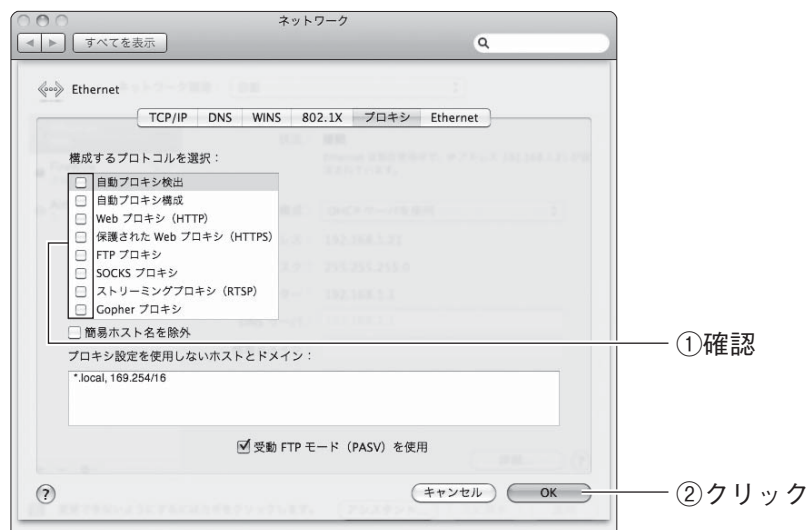 ネットワーク
すべてを表示
Ethernet
TCP/IP DNS WINS 802.1X プロキシ Ethernet
構成するプロトコルを選択：
自動プロキシ検出
自動プロキシ構成
Web プロキシ（HTTP）
保護された Web プロキシ（HTTPS）
FTP プロキシ
SOCKS プロキシ
ストリーミングプロキシ（RTSP）
Gopher プロキシ
簡易ホスト名を除外
①確認
プロキシ設定を使用しないホストとドメイン：
*.local, 169.254/16
受動 FTP モード（PASV）を使用
? キャンセル OK
②クリック